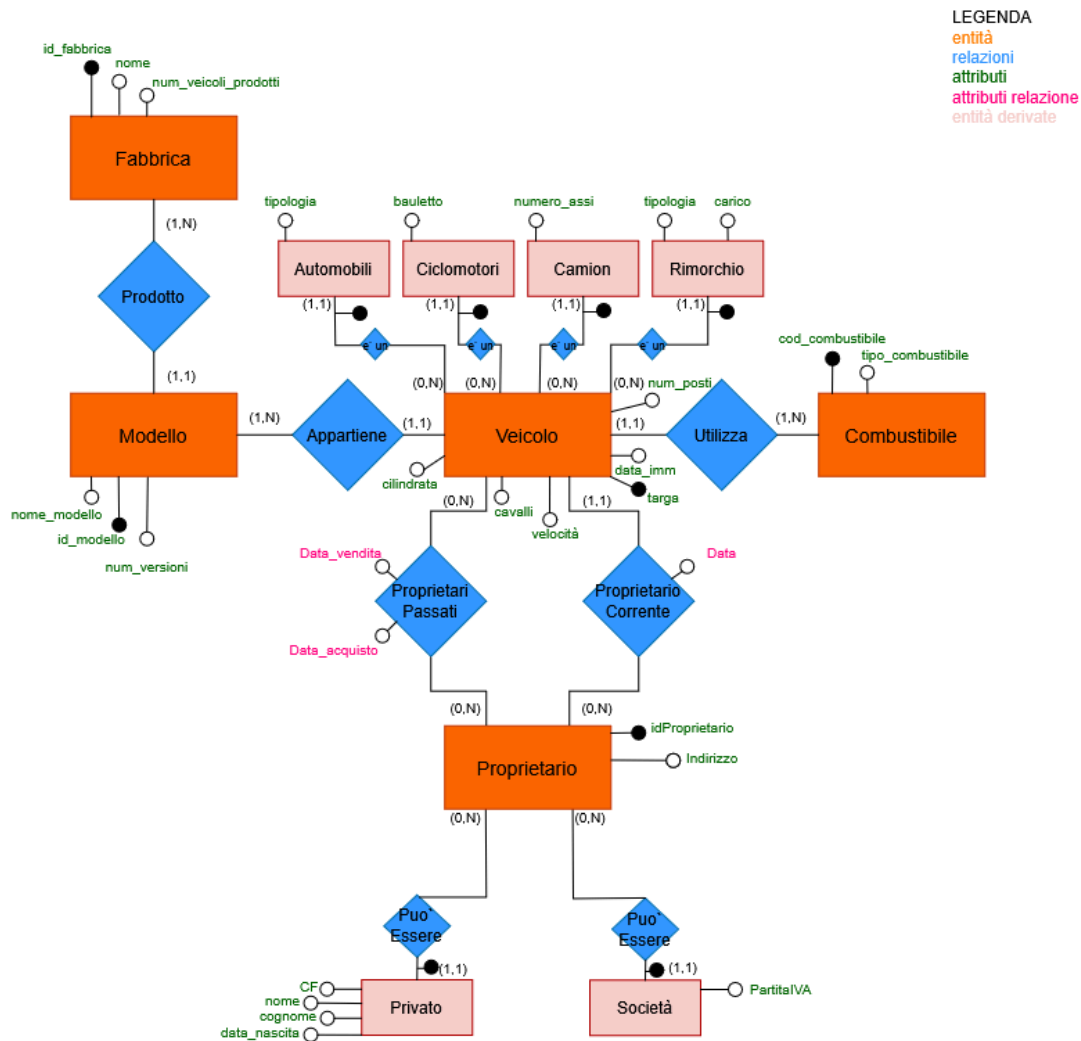 LEGENDA
entità
relazioni
attributi
attributi relazione
entità derivate
id_fabbrica
nome
num_veicoli_prodotti
Fabbrica
(1,N)
Prodotto
(1,1)
Modello
nome_modello
id_modello
num_versioni
(1,N)
Appartiene
(1,1)
tipologia
Automobili
(1,1)
e` un
(0,N)
bauletto
Ciclomotori
(1,1)
e` un
(0,N)
numero_assi
Camion
(1,1)
e` un
(0,N)
tipologia
carico
Rimorchio
(1,1)
e` un
(0,N)
num_posti
Veicolo
cilindrata
cavalli
velocità
data_imm
targa
(1,1)
Utilizza
(1,N)
cod_combustibile
tipo_combustibile
Combustibile
(0,N)
Data_vendita
Proprietari
Passati
Data_acquisto
(0,N)
(1,1)
Data
Proprietario
Corrente
(0,N)
Proprietario
idProprietario
Indirizzo
(0,N)
Puo`
Essere
(1,1)
CF
nome
cognome
data_nascita
Privato
(0,N)
Puo`
Essere
(1,1)
Società
PartitaIVA